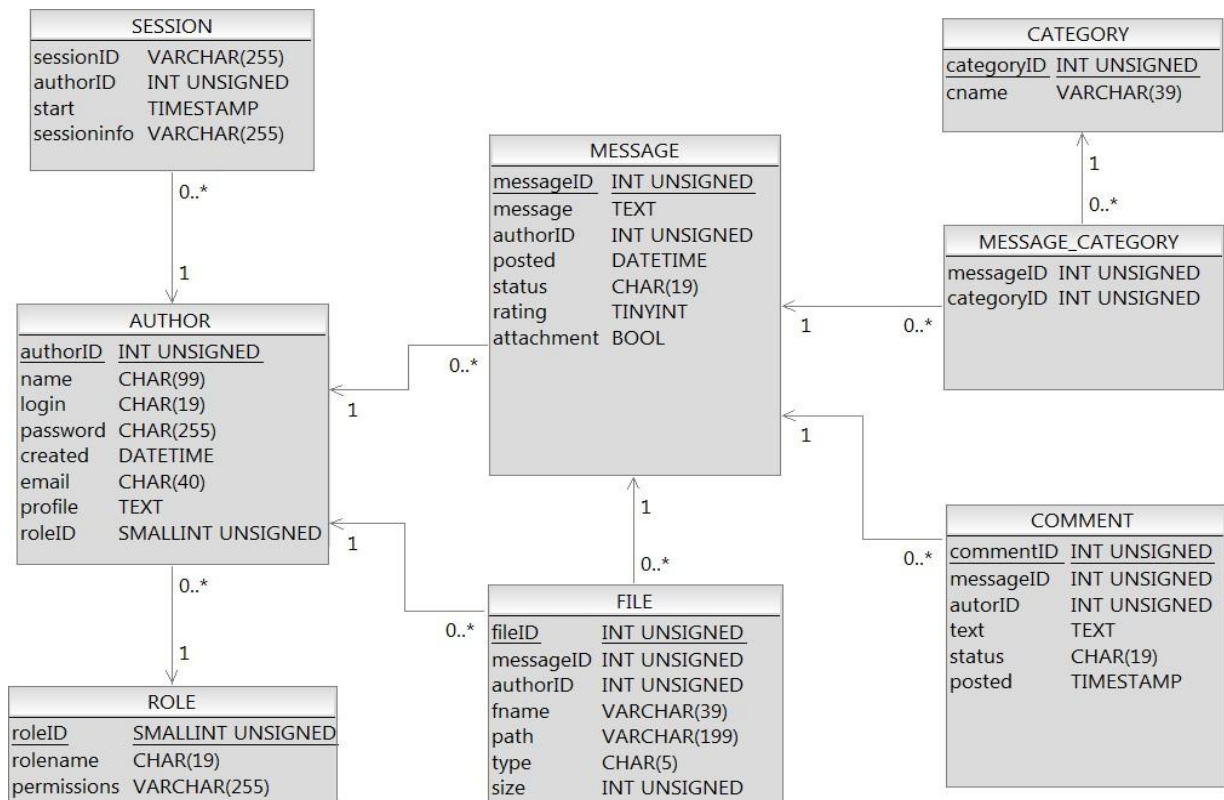 SESSION
sessionID VARCHAR(255)
authorID INT UNSIGNED
start TIMESTAMP
sessioninfo VARCHAR(255)
0..*
1
AUTHOR
authorID INT UNSIGNED
name CHAR(99)
login CHAR(19)
password CHAR(255)
created DATETIME
email CHAR(40)
profile TEXT
roleID SMALLINT UNSIGNED
0..*
1
ROLE
roleID SMALLINT UNSIGNED
rolename CHAR(19)
permissions VARCHAR(255)
MESSAGE
messageID INT UNSIGNED
message TEXT
authorID INT UNSIGNED
posted DATETIME
status CHAR(19)
rating TINYINT
attachment BOOL
0..*
1
1
0..*
1
0..*
FILE
fileID INT UNSIGNED
messageID INT UNSIGNED
authorID INT UNSIGNED
fname VARCHAR(39)
path VARCHAR(199)
type CHAR(5)
size INT UNSIGNED
CATEGORY
categoryID INT UNSIGNED
cname VARCHAR(39)
1
0..*
MESSAGE_CATEGORY
messageID INT UNSIGNED
categoryID INT UNSIGNED
1
0..*
1
0..*
COMMENT
commentID INT UNSIGNED
messageID INT UNSIGNED
autorID INT UNSIGNED
text TEXT
status CHAR(19)
posted TIMESTAMP